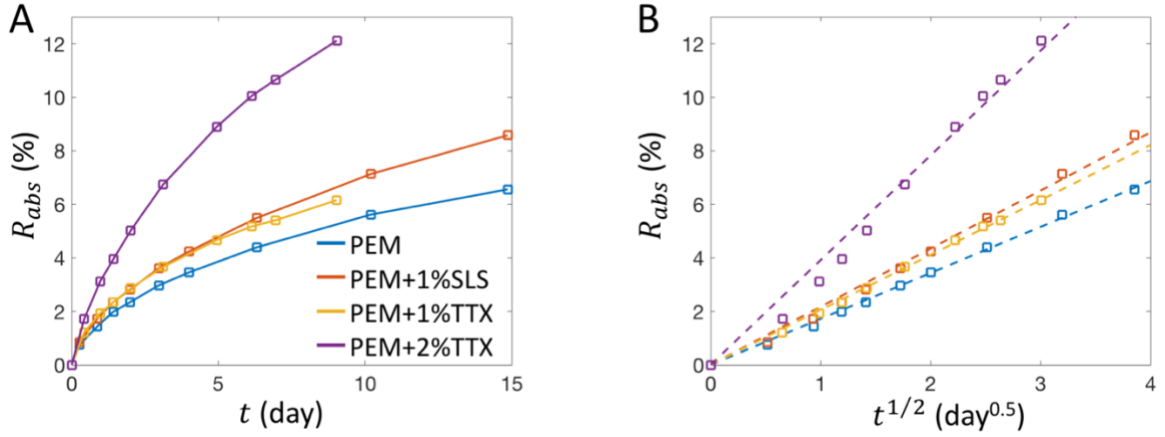 A
B
R_abs (%)
12
10
8
6
4
2
0
PEM
PEM+1%SLS
PEM+1%TTX
PEM+2%TTX
0 5 10 15
t (day)
R_abs (%)
12
10
8
6
4
2
0
0 1 2 3 4
t^{1/2} (day^{0.5})